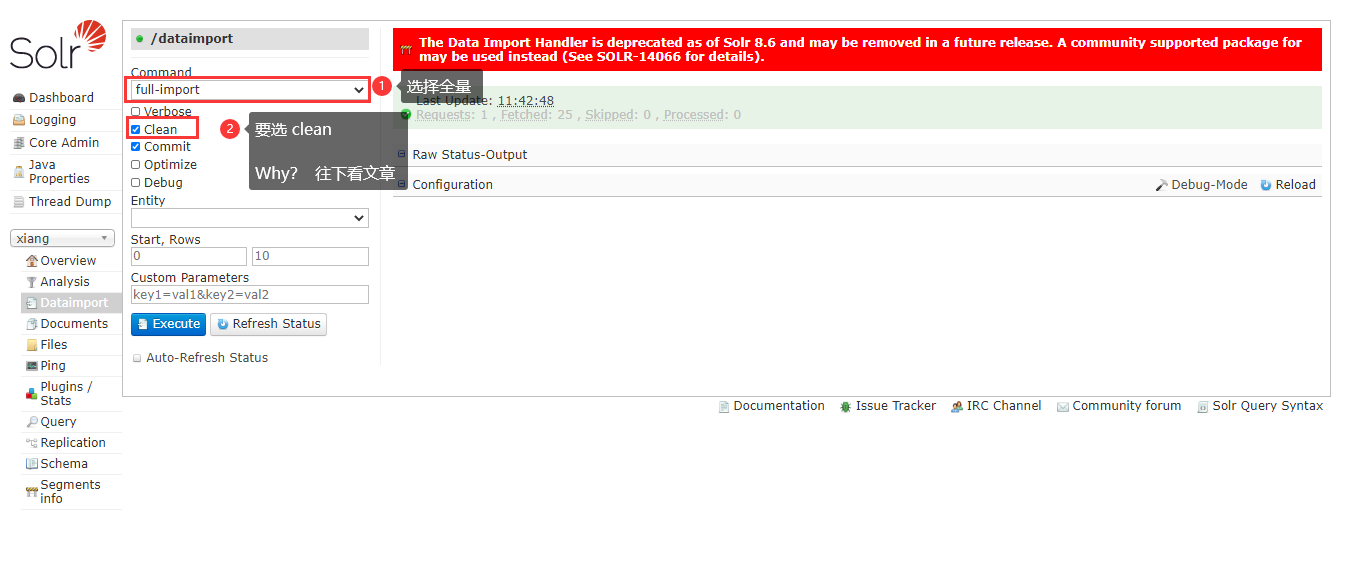 Solr
Dashboard
Logging
Core Admin
Java
Properties
Thread Dump
xiang
Overview
Analysis
Dataimport
Documents
Files
Ping
Plugins /
Stats
Query
Replication
Schema
Segments
info
/dataimport
Command
full-import
1 选择全量
Verbose
Clean
2 要选 clean
Why? 往下看文章
Commit
Optimize
Debug
Entity
Start, Rows
0 10
Custom Parameters
key1=val1&key2=val2
Execute Refresh Status
Auto-Refresh Status
The Data Import Handler is deprecated as of Solr 8.6 and may be removed in a future release. A community supported package for
may be used instead (See SOLR-14066 for details).
Last Update: 11:42:48
Requests: 1 , Fetched: 25 , Skipped: 0 , Processed: 0
Raw Status-Output
Configuration Debug-Mode Reload
Documentation Issue Tracker IRC Channel Community forum Solr Query Syntax